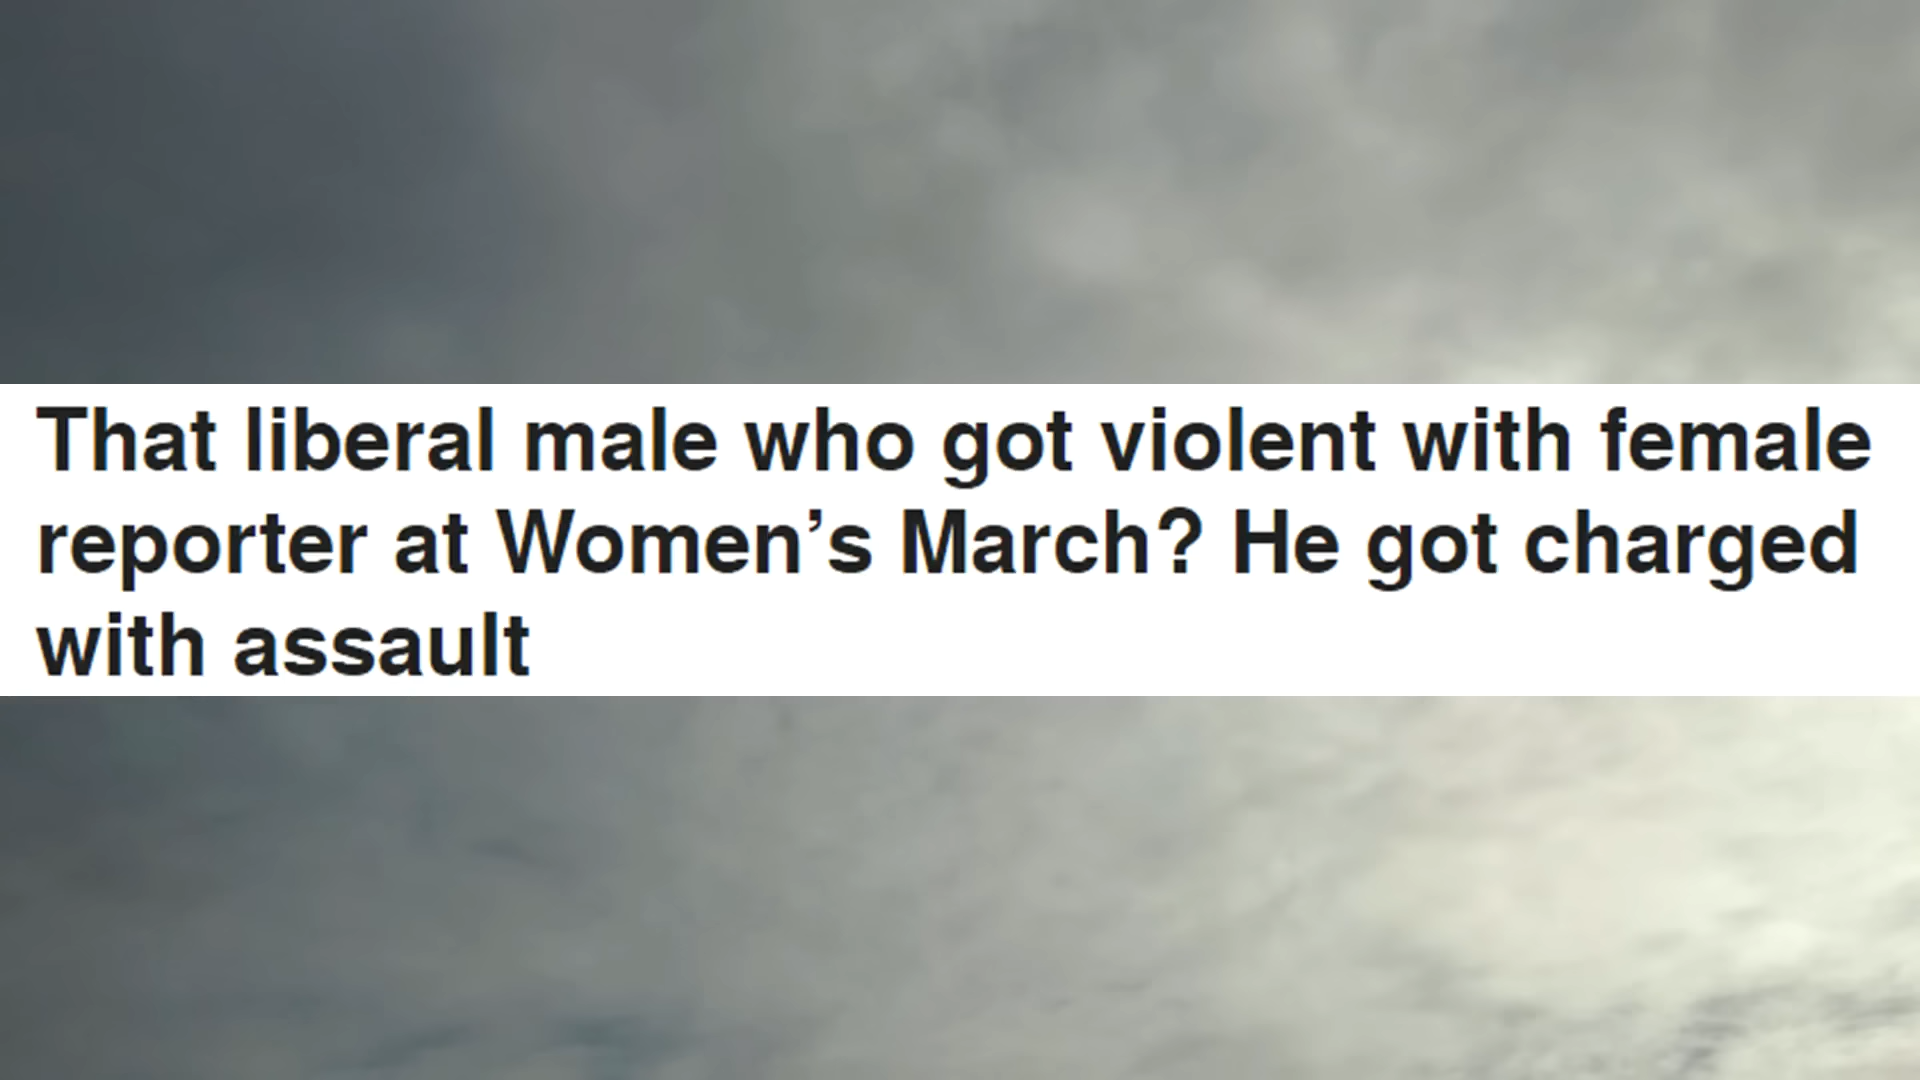 That liberal male who got violent with female
reporter at Women’s March? He got charged
with assault